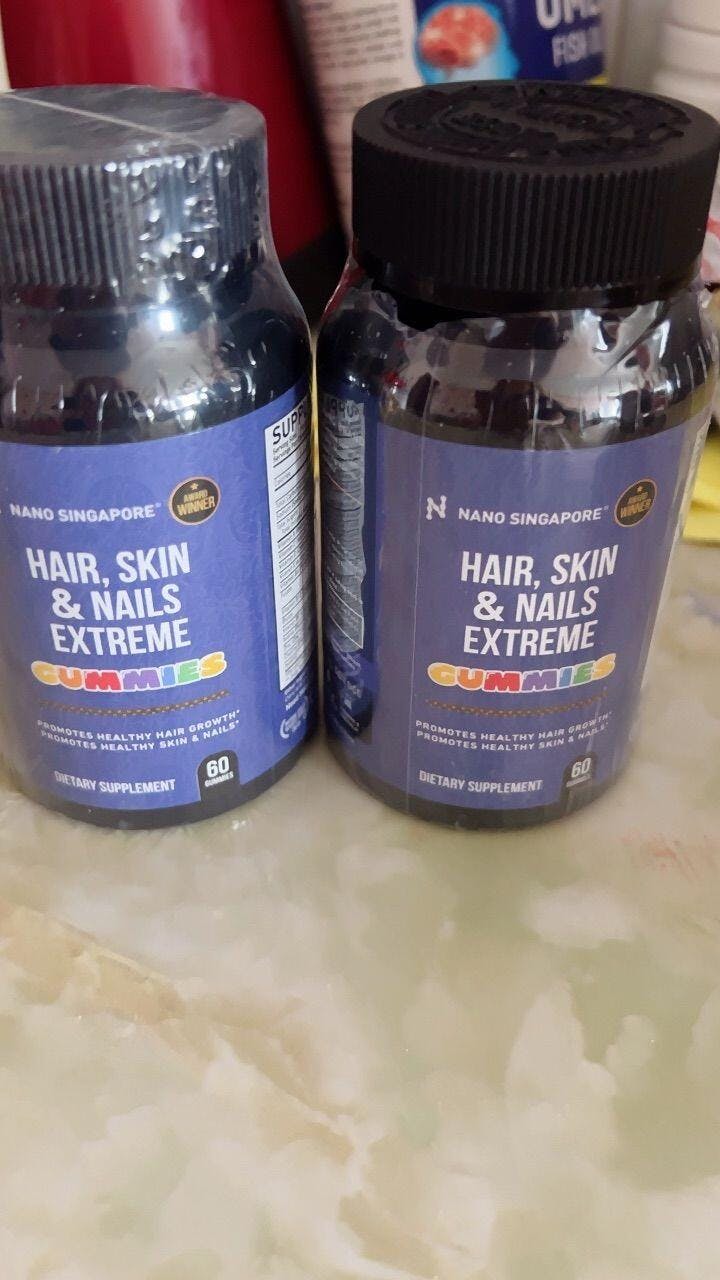 FISH
NANO SINGAPORE®
AWARD
WINNER
HAIR, SKIN
& NAILS
EXTREME
GUMMIES
PROMOTES HEALTHY HAIR GROWTH*
PROMOTES HEALTHY SKIN & NAILS*
DIETARY SUPPLEMENT
60
GUMMIES
SUPP
N NANO SINGAPORE®
AWARD
WINNER
HAIR, SKIN
& NAILS
EXTREME
GUMMIES
PROMOTES HEALTHY HAIR GROWTH*
PROMOTES HEALTHY SKIN & NAILS*
DIETARY SUPPLEMENT
60
GUMMIES